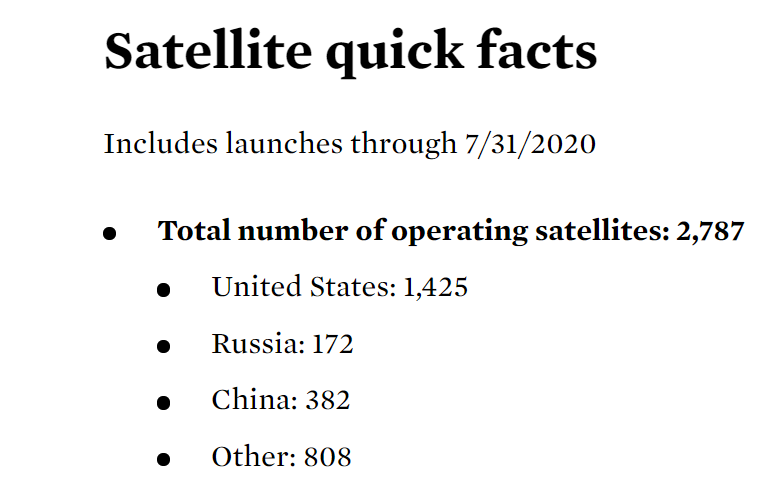 Satellite quick facts
Includes launches through 7/31/2020
• Total number of operating satellites: 2,787
• United States: 1,425
• Russia: 172
• China: 382
• Other: 808